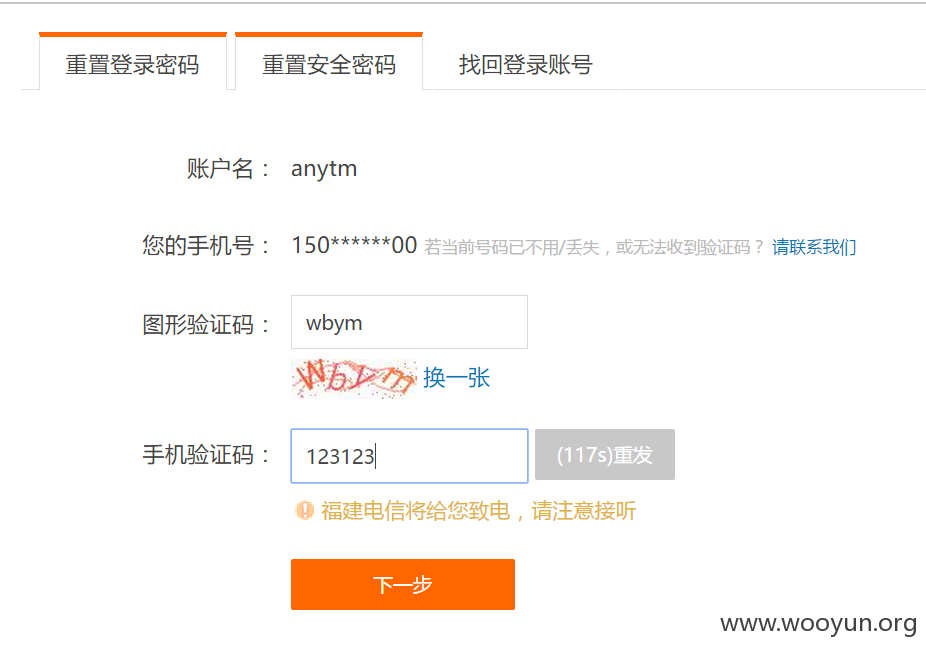 重置登录密码 重置安全密码 找回登录账号
账户名： anytm
您的手机号： 150******00 若当前号码已不用/丢失，或无法收到验证码？ 请联系我们
图形验证码： wbym
wbym 换一张
手机验证码： 123123 (117s)重发
福建电信将给您致电，请注意接听
下一步
www.wooyun.org